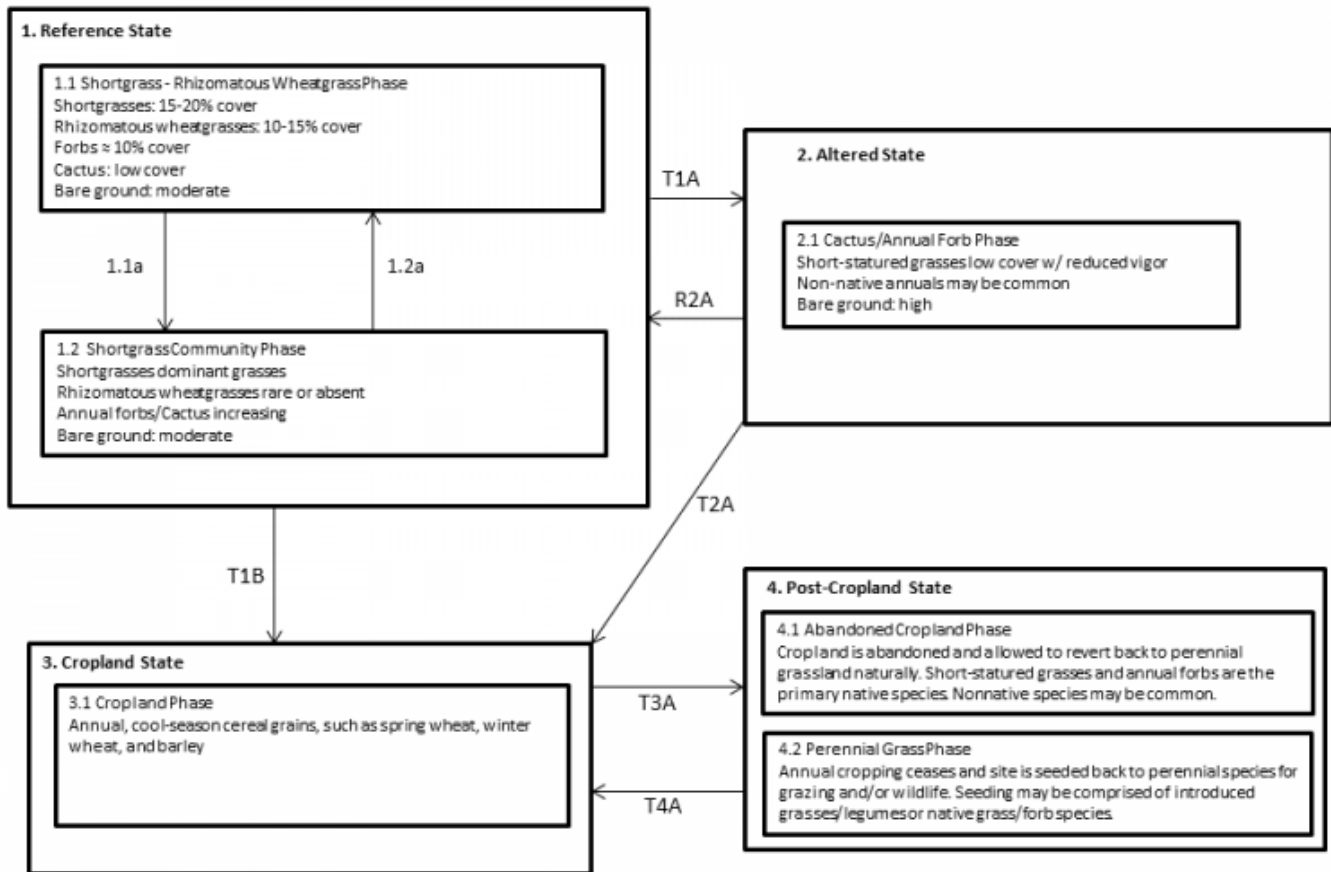 1. Reference State
1.1 Shortgrass - Rhizomatous Wheatgrass Phase
Shortgrasses: 15-20% cover
Rhizomatous wheatgrasses: 10-15% cover
Forbs ≈ 10% cover
Cactus: low cover
Bare ground: moderate
1.1a
1.2a
1.2 Shortgrass Community Phase
Shortgrasses dominant grasses
Rhizomatous wheatgrasses rare or absent
Annual forbs/Cactus increasing
Bare ground: moderate
T1A
R2A
2. Altered State
2.1 Cactus/Annual Forb Phase
Short-statured grasses low cover w/ reduced vigor
Non-native annuals may be common
Bare ground: high
T1B
T2A
3. Cropland State
3.1 Cropland Phase
Annual, cool-season cereal grains, such as spring wheat, winter
wheat, and barley
T3A
T4A
4. Post-Cropland State
4.1 Abandoned Cropland Phase
Cropland is abandoned and allowed to revert back to perennial
grassland naturally. Short-statured grasses and annual forbs are the
primary native species. Nonnative species may be common.
4.2 Perennial Grass Phase
Annual cropping ceases and site is seeded back to perennial species for
grazing and/or wildlife. Seeding may be comprised of introduced
grasses/legumes or native grass/forb species.